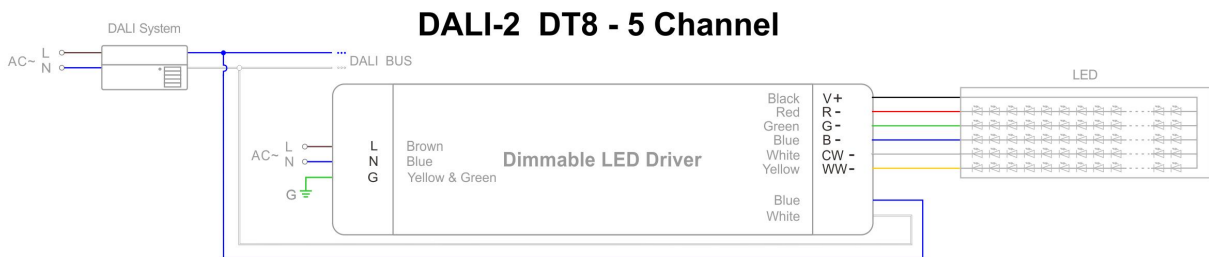 DALI-2 DT8 - 5 Channel
DALI System
AC~ L
N
DALI BUS
LED
AC~ L
N
G
L Brown
N Blue
G Yellow & Green
Dimmable LED Driver
Black V+
Red R -
Green G -
Blue B -
White CW -
Yellow WW-
Blue
White